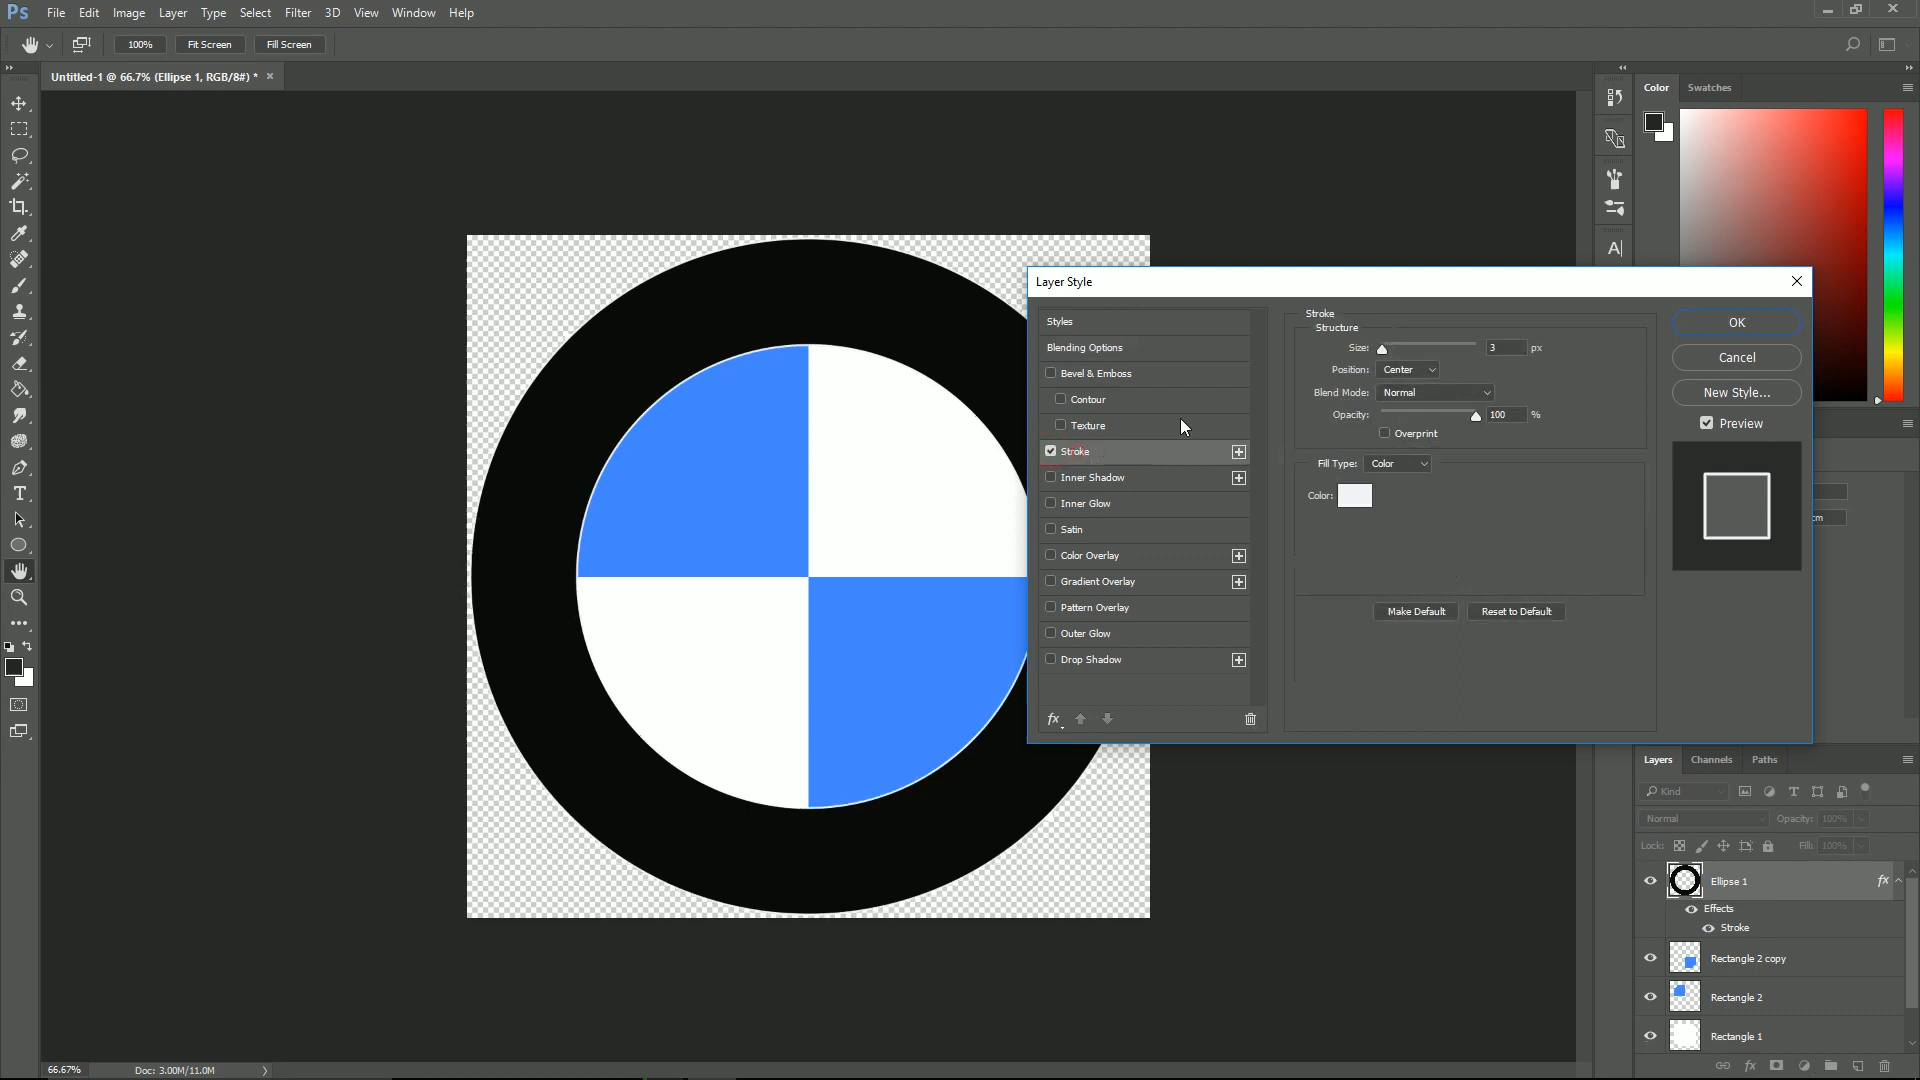 Ps File Edit Image Layer Type Select Filter 3D View Window Help
100% Fit Screen Fill Screen
Untitled-1 @ 66.7% (Ellipse 1, RGB/8#) *
Color Swatches
Layer Style
Styles
Blending Options
Bevel & Emboss
Contour
Texture
Stroke
Inner Shadow
Inner Glow
Satin
Color Overlay
Gradient Overlay
Pattern Overlay
Outer Glow
Drop Shadow
fx
Stroke
Structure
Size: 3 px
Position: Center
Blend Mode: Normal
Opacity: 100 %
Overprint
Fill Type: Color
Color:
Make Default Reset to Default
OK
Cancel
New Style...
Preview
cm
Layers Channels Paths
Kind
Normal Opacity: 100%
Lock: Fill: 100%
Ellipse 1 fx
Effects
Stroke
Rectangle 2 copy
Rectangle 2
Rectangle 1
fx
66.67% Doc: 3.00M/11.0M